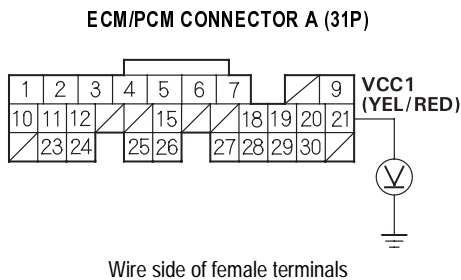 ECM/PCM CONNECTOR A (31P)
1 2 3 4 5 6 7 9
VCC1
(YEL/RED)
10 11 12 15 18 19 20 21
23 24 25 26 27 28 29 30
V
Wire side of female terminals